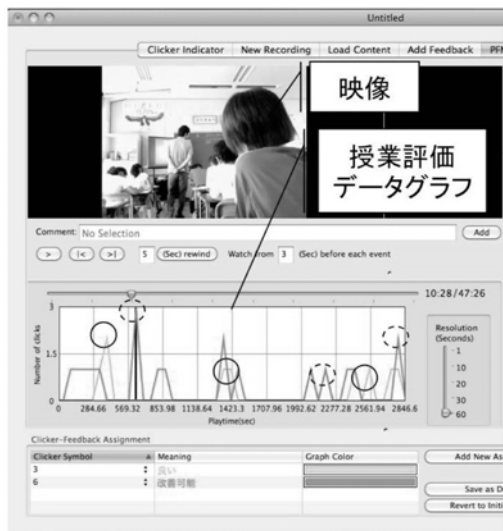 Untitled
Clicker Indicator New Recording Load Content Add Feedback
映像
授業評価
データグラフ
Comment: No Selection Add
> |< >| 5 (Sec) rewind Watch from 3 (Sec) before each event
10:28/47:26
Number of clicks
3
1.5
0
0 284.66 569.32 853.98 1138.64 1423.3 1707.96 1992.62 2277.28 2561.94 2846.6
Playtime(sec)
Resolution
(Seconds)
1
10
20
30
60
Clicker-Feedback Assignment
Clicker Symbol Meaning Graph Color
3 良い
6 改善可能
Add New As
Save as D
Revert to Initi